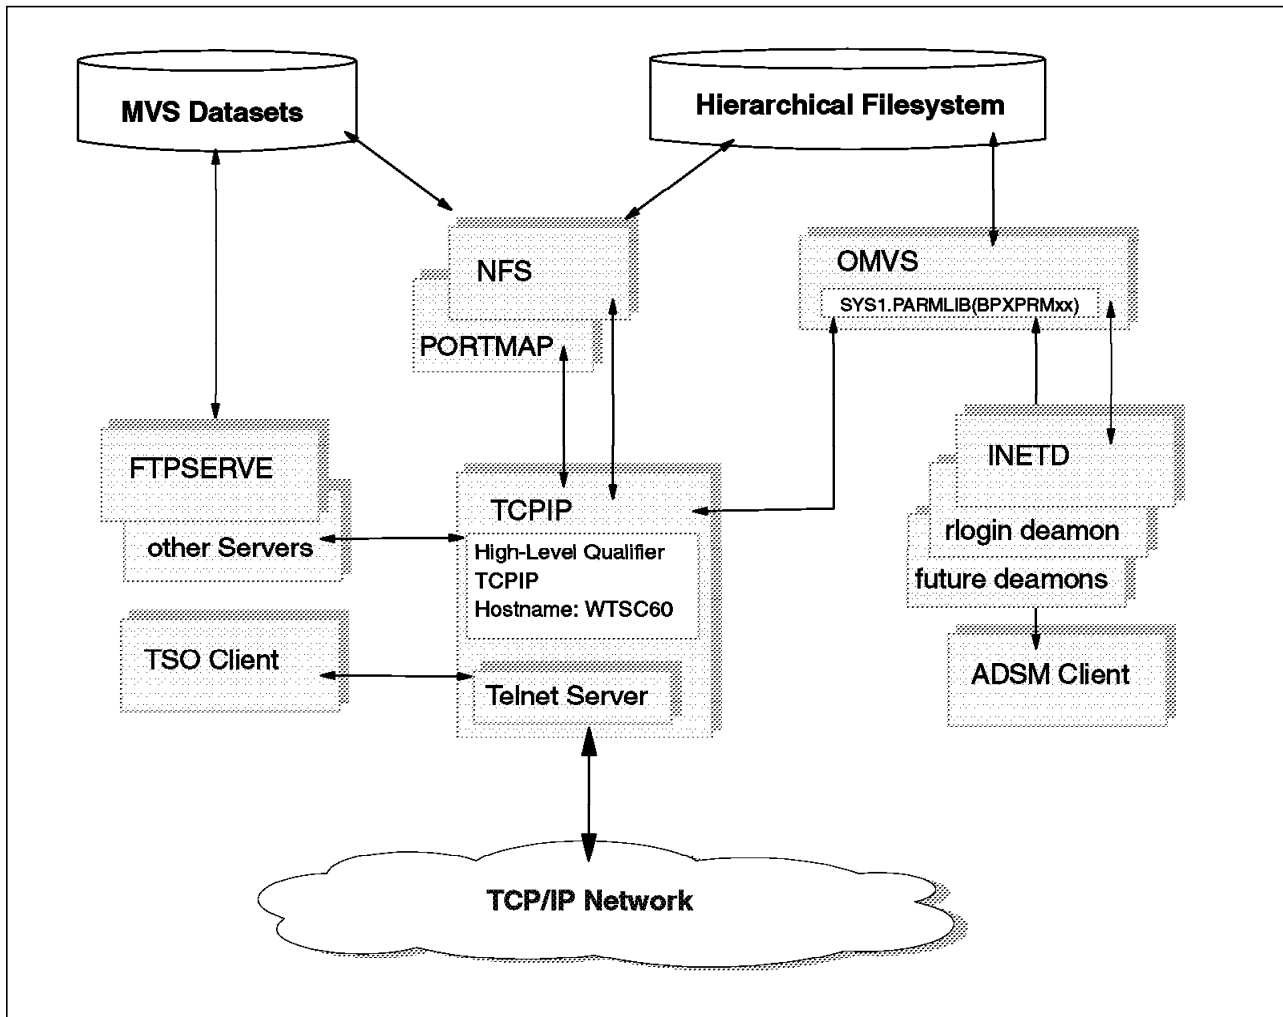 MVS Datasets
Hierarchical Filesystem
NFS
OMVS
SYS1.PARMLIB(BPXPRMxx)
PORTMAP
FTPSERVE
INETD
TCPIP
other Servers
rlogin deamon
High-Level Qualifier
TCPIP
future deamons
Hostname: WTSC60
TSO Client
ADSM Client
Telnet Server
TCP/IP Network